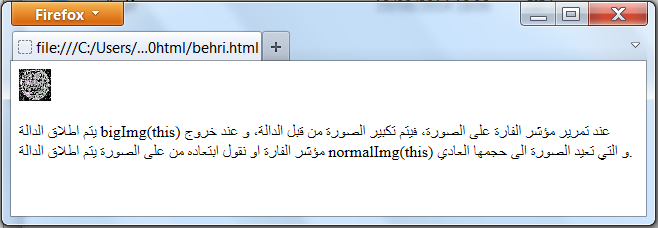 Firefox
file:///C:/Users/...0html/behri.html
يتم اطلاق الدالة bigImg(this) عند تمرير مؤشر الفارة على الصورة، فيتم تكبير الصورة من قبل الدالة، و عند خروج
مؤشر الفارة او نقول ابتعاده من على الصورة يتم اطلاق الدالة normalImg(this) و التي تعيد الصورة الى حجمها العادي.